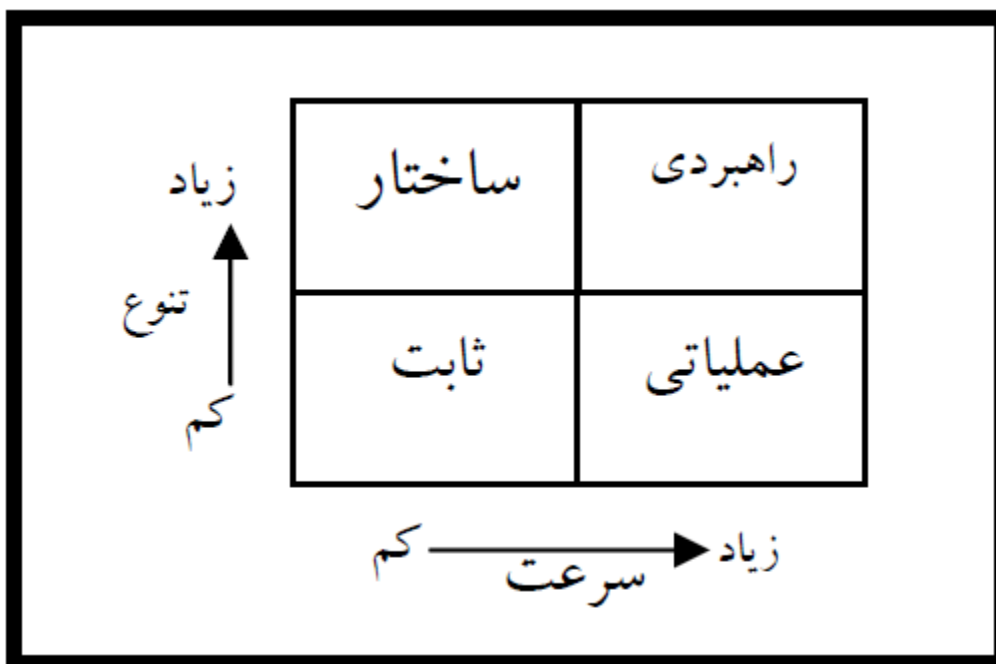 راهبردی
ساختار
زیاد
تنوع
کم
عملیاتی
ثابت
زیاد
کم
سرعت